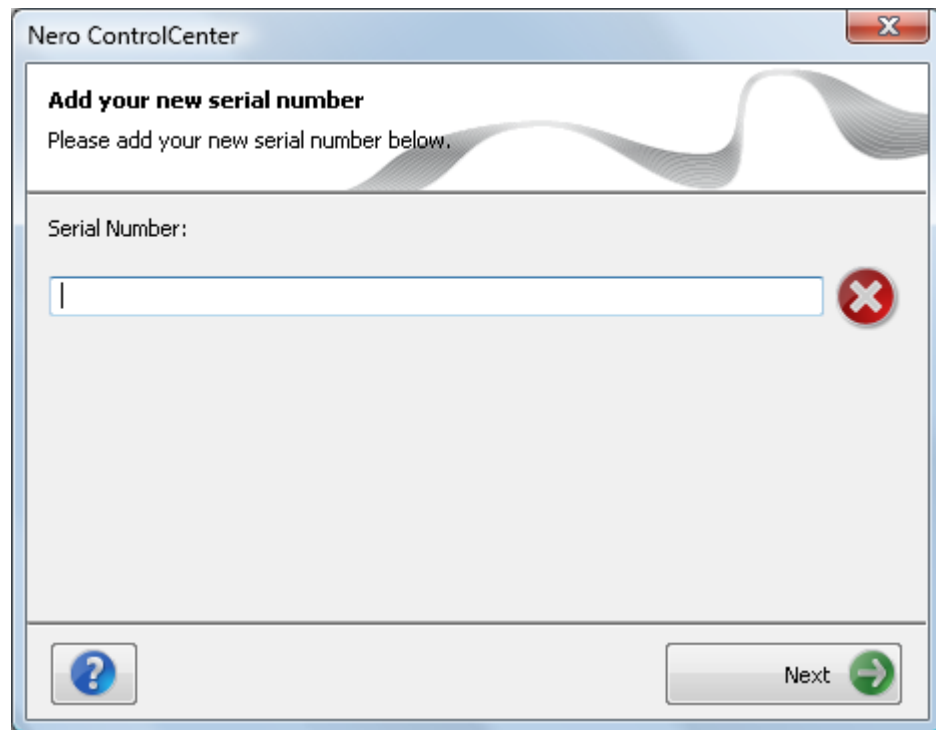 Nero ControlCenter
Add your new serial number
Please add your new serial number below.
Serial Number:
Next